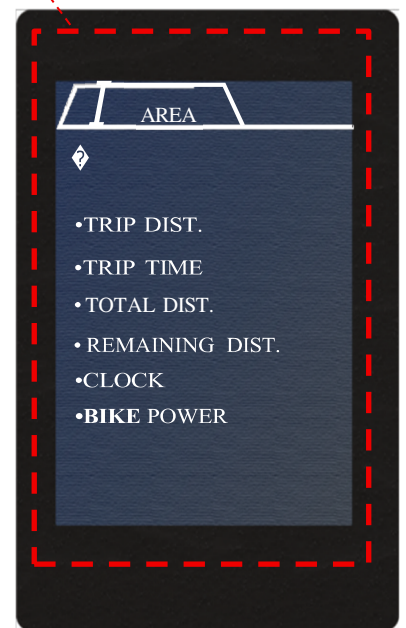 AREA
�
•TRIP DIST.
•TRIP TIME
•TOTAL DIST.
•REMAINING DIST.
•CLOCK
•BIKE POWER